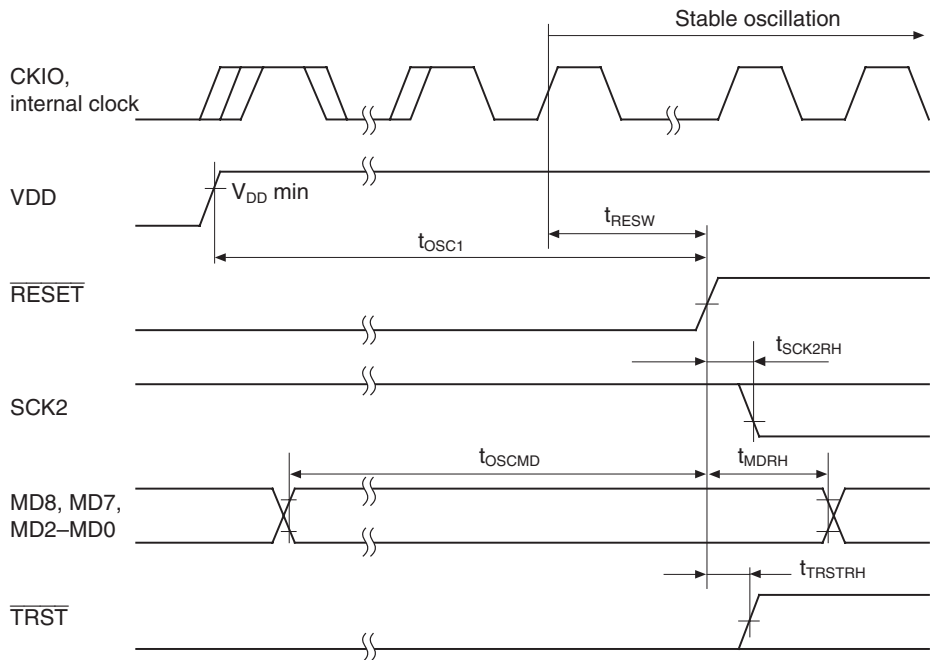 Stable oscillation
CKIO,
internal clock
VDD
VDD min
tRESW
tOSC1
RESET
tSCK2RH
SCK2
tOSCMD
tMDRH
MD8, MD7,
MD2–MD0
tTRSTRH
TRST